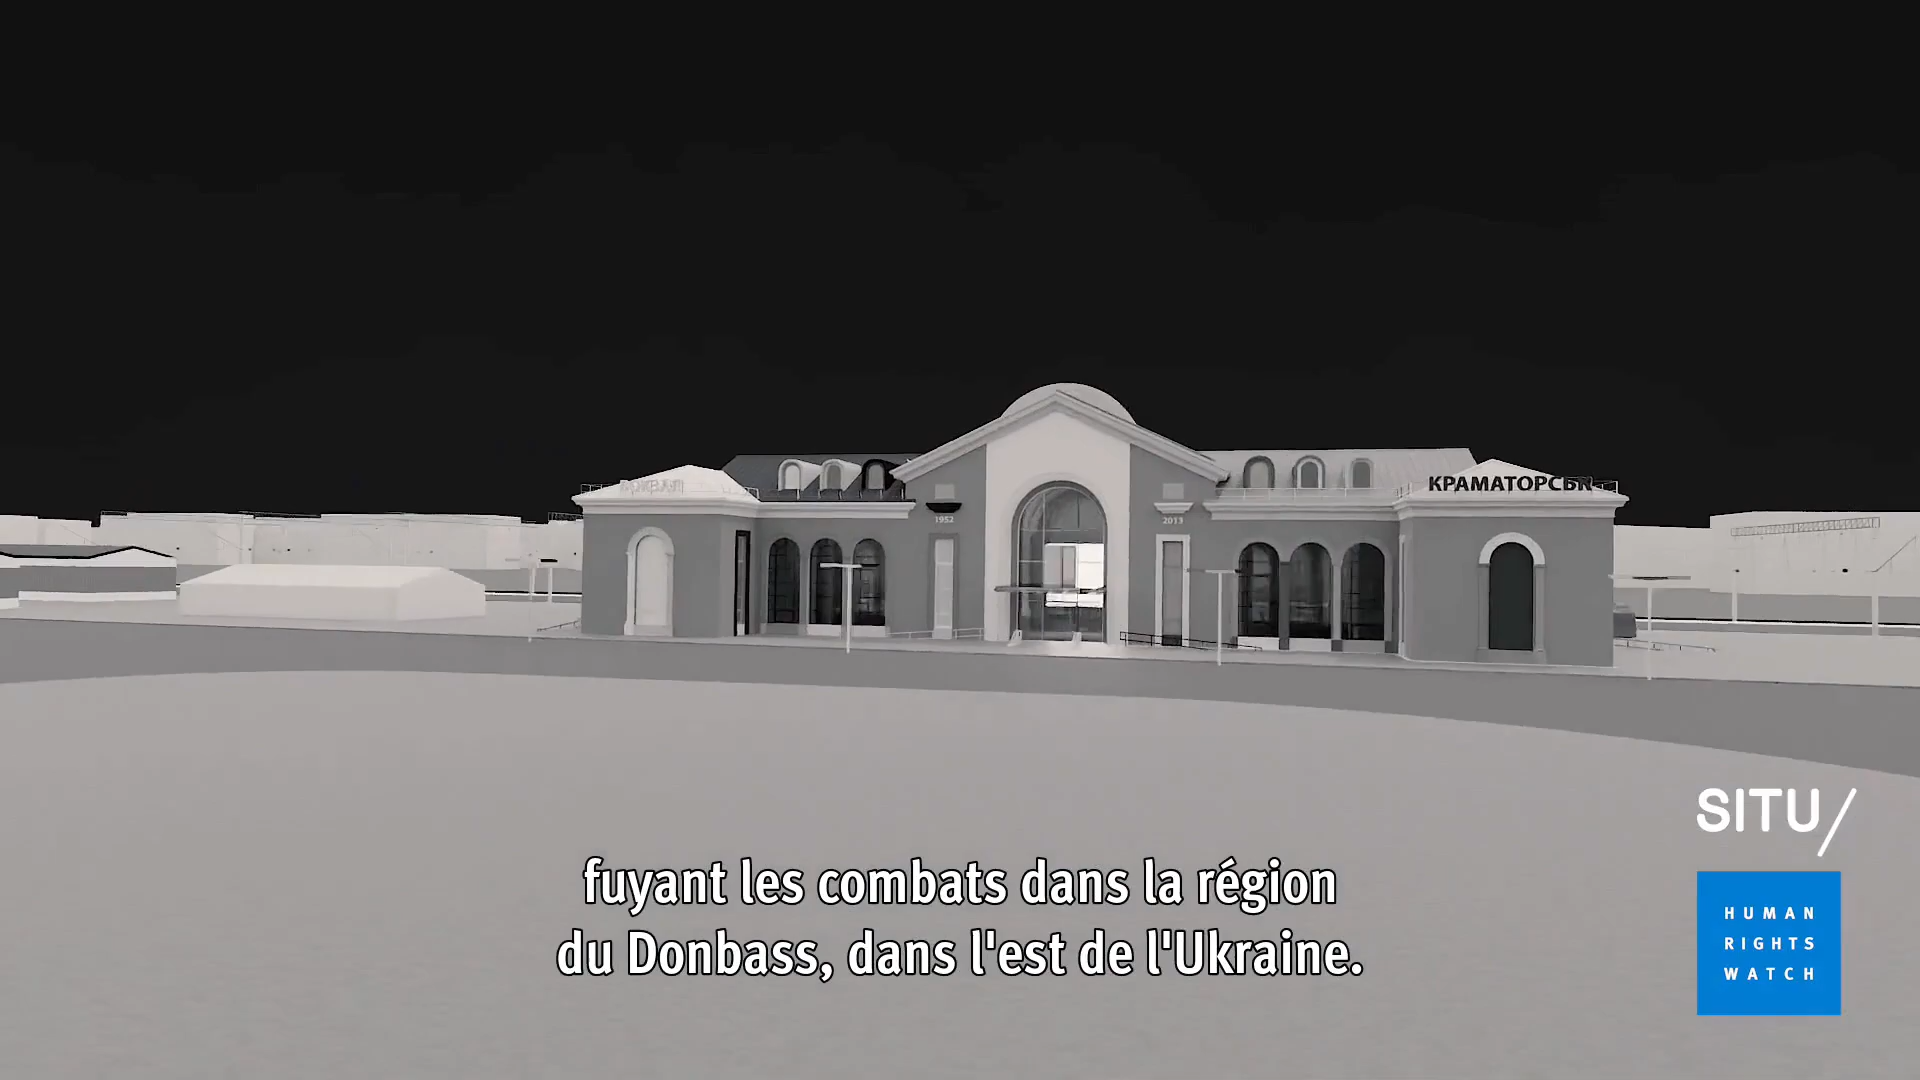 ВОКЗАЛ
КРАМАТОРСЬК
1952
2013
SITU/
fuyant les combats dans la région
du Donbass, dans l'est de l'Ukraine.
HUMAN
RIGHTS
WATCH